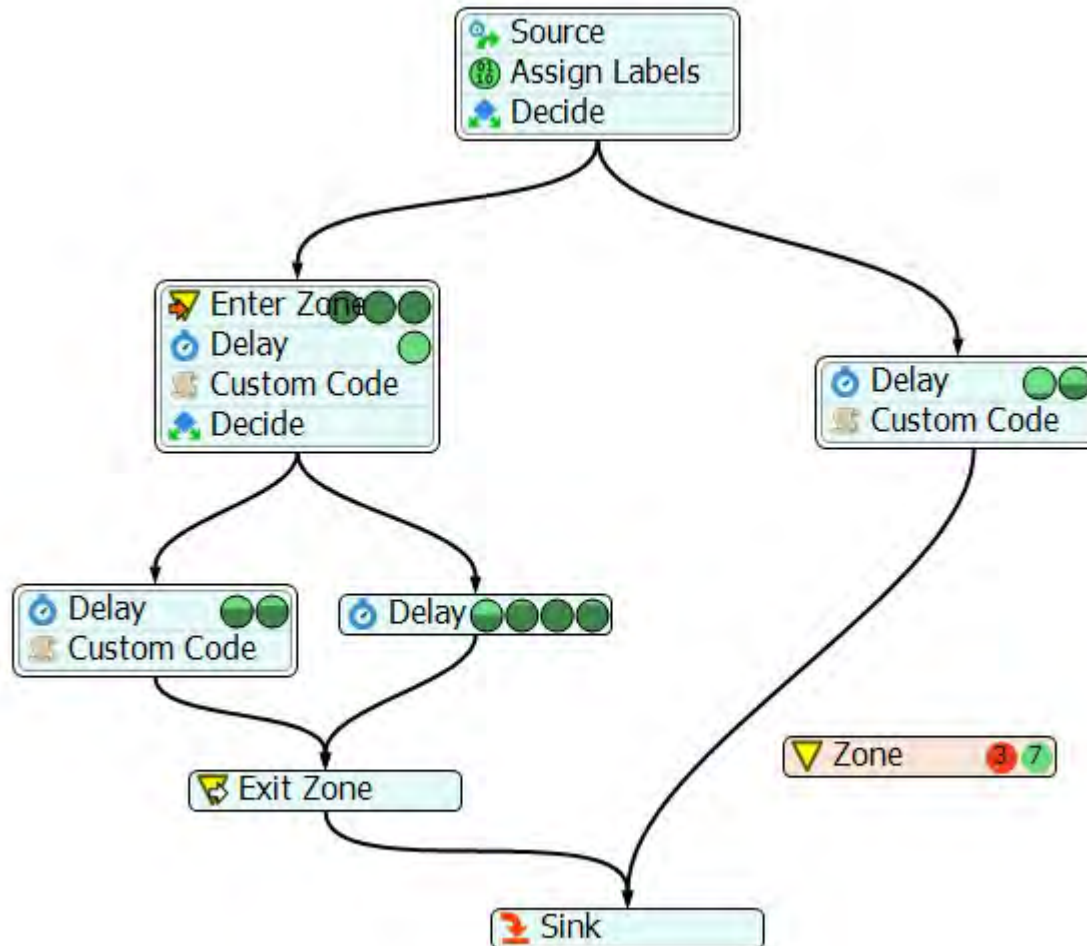 Source
Assign Labels
Decide
Enter Zone
Delay
Custom Code
Decide
Delay
Custom Code
Delay
Custom Code
Delay
Zone 3 7
Exit Zone
Sink